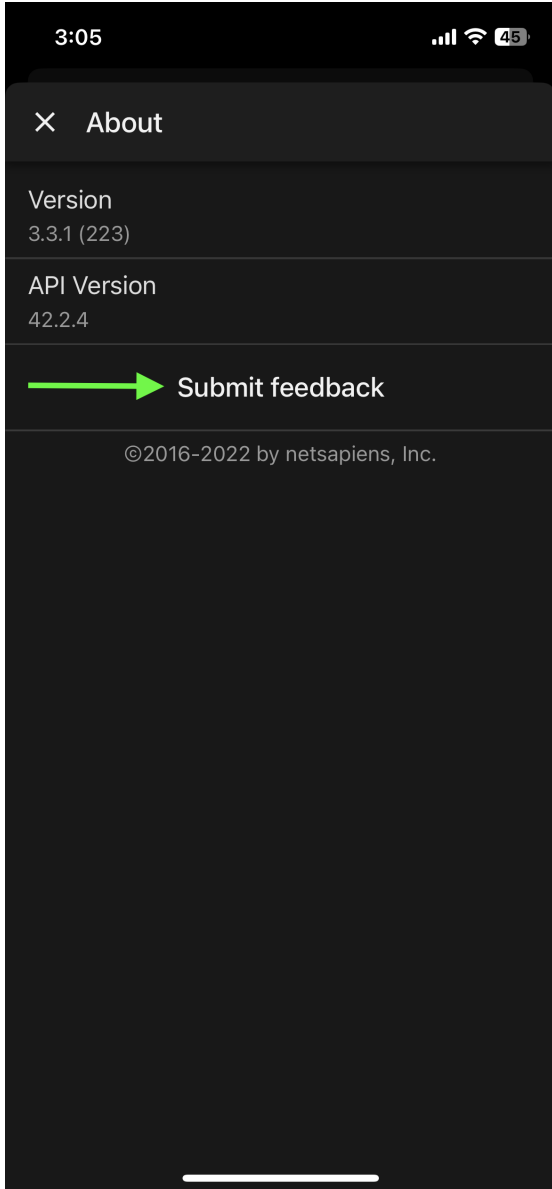 3:05
45
About
Version
3.3.1 (223)
API Version
42.2.4
Submit feedback
©2016-2022 by netsapiens, Inc.